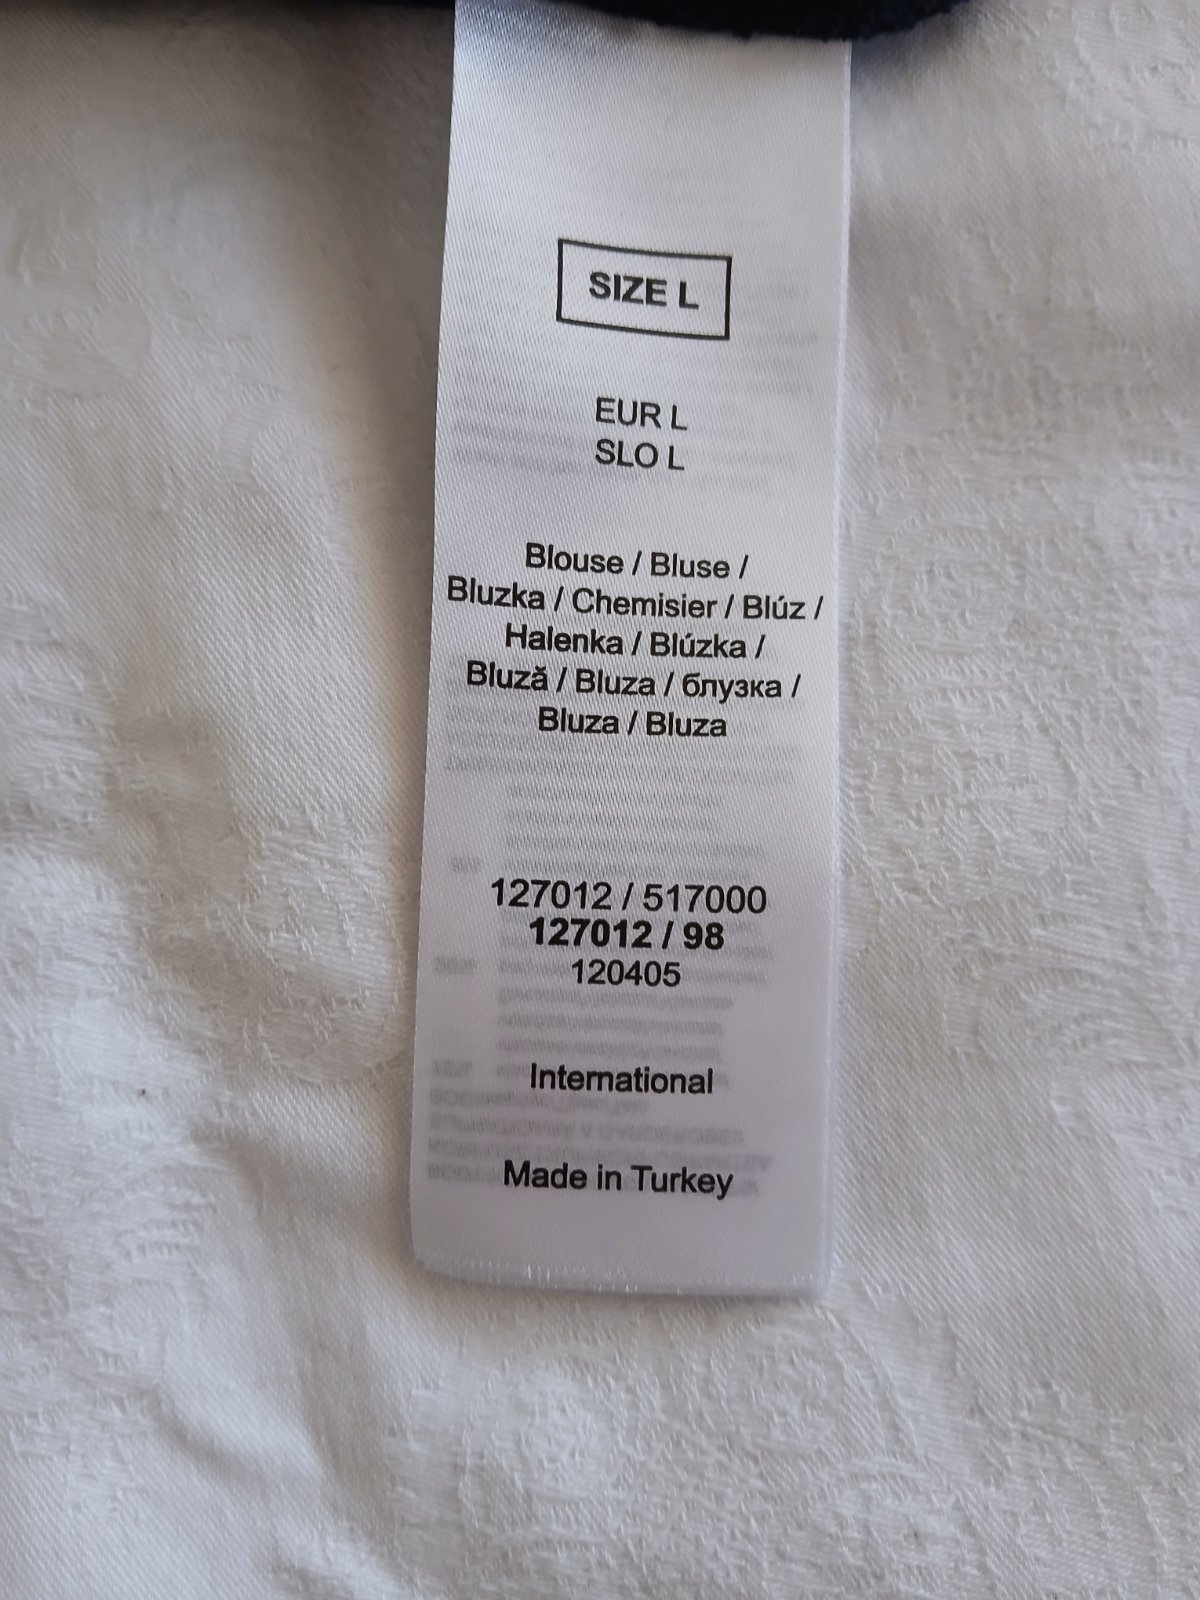 SIZE L
EUR L
SLO L
Blouse / Bluse /
Bluzka / Chemisier / Blúz /
Halenka / Blúzka /
Bluză / Bluza / блузка /
Bluza / Bluza
127012 / 517000
127012 / 98
120405
International
Made in Turkey